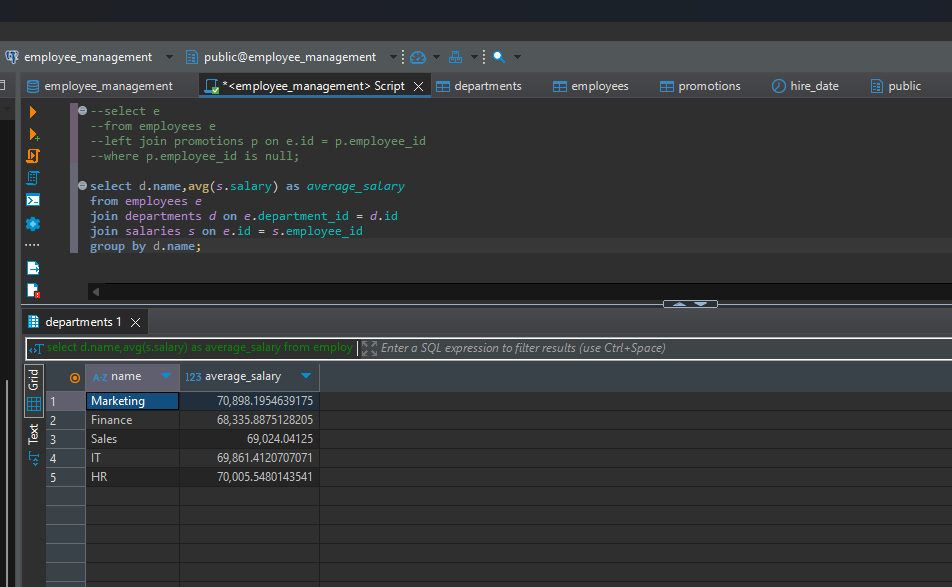 employee_management public@employee_management
employee_management *<employee_management> Script departments employees promotions hire_date public
--select e
--from employees e
--left join promotions p on e.id = p.employee_id
--where p.employee_id is null;
select d.name,avg(s.salary) as average_salary
from employees e
join departments d on e.department_id = d.id
join salaries s on e.id = s.employee_id
group by d.name;
departments 1
select d.name,avg(s.salary) as average_salary from employ Enter a SQL expression to filter results (use Ctrl+Space)
Grid
Text
A-Z name 123 average_salary
1 Marketing 70,898.1954639175
2 Finance 68,335.8875128205
3 Sales 69,024.04125
4 IT 69,861.4120707071
5 HR 70,005.5480143541